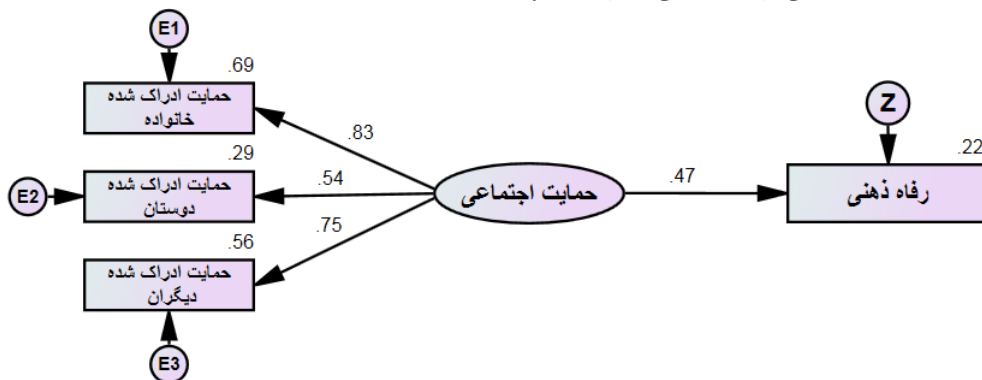 E1
.69
حمایت ادراک شده
خانواده
.83
Z
.22
.29
E2
حمایت ادراک شده
دوستان
.54
حمایت اجتماعی
.47
رفاه ذهنی
.75
.56
حمایت ادراک شده
دیگران
E3